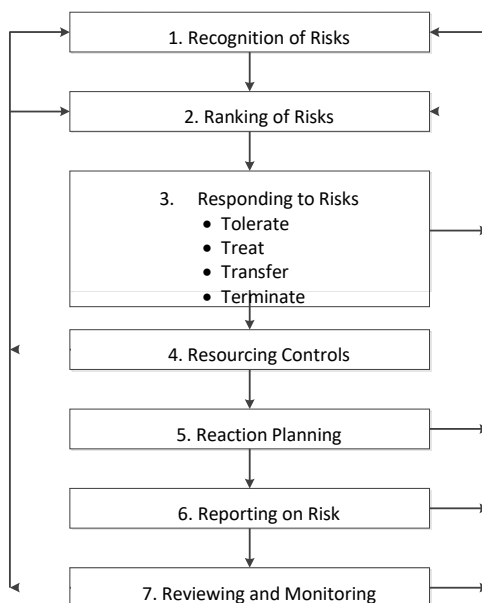 1. Recognition of Risks
2. Ranking of Risks
3. Responding to Risks
• Tolerate
• Treat
• Transfer
• Terminate
4. Resourcing Controls
5. Reaction Planning
6. Reporting on Risk
7. Reviewing and Monitoring